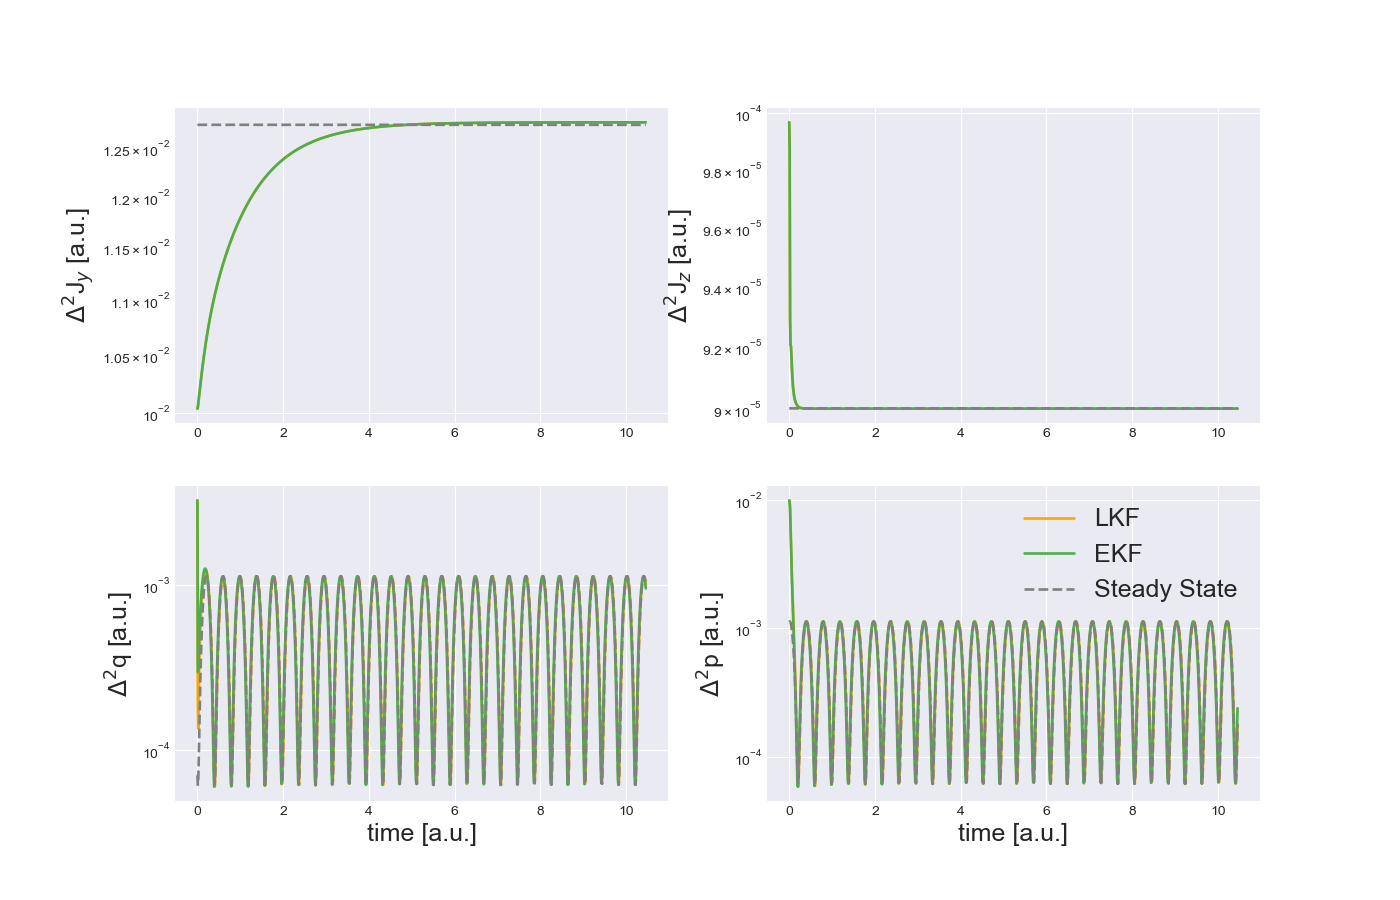 Δ²J_y [a.u.]
1.25 × 10⁻²
1.2 × 10⁻²
1.15 × 10⁻²
1.1 × 10⁻²
1.05 × 10⁻²
10⁻²
0 2 4 6 8 10
Δ²J_z [a.u.]
10⁻⁴
9.8 × 10⁻⁵
9.6 × 10⁻⁵
9.4 × 10⁻⁵
9.2 × 10⁻⁵
9 × 10⁻⁵
0 2 4 6 8 10
Δ²q [a.u.]
10⁻³
10⁻⁴
0 2 4 6 8 10
time [a.u.]
Δ²p [a.u.]
10⁻²
10⁻³
10⁻⁴
LKF
EKF
Steady State
0 2 4 6 8 10
time [a.u.]